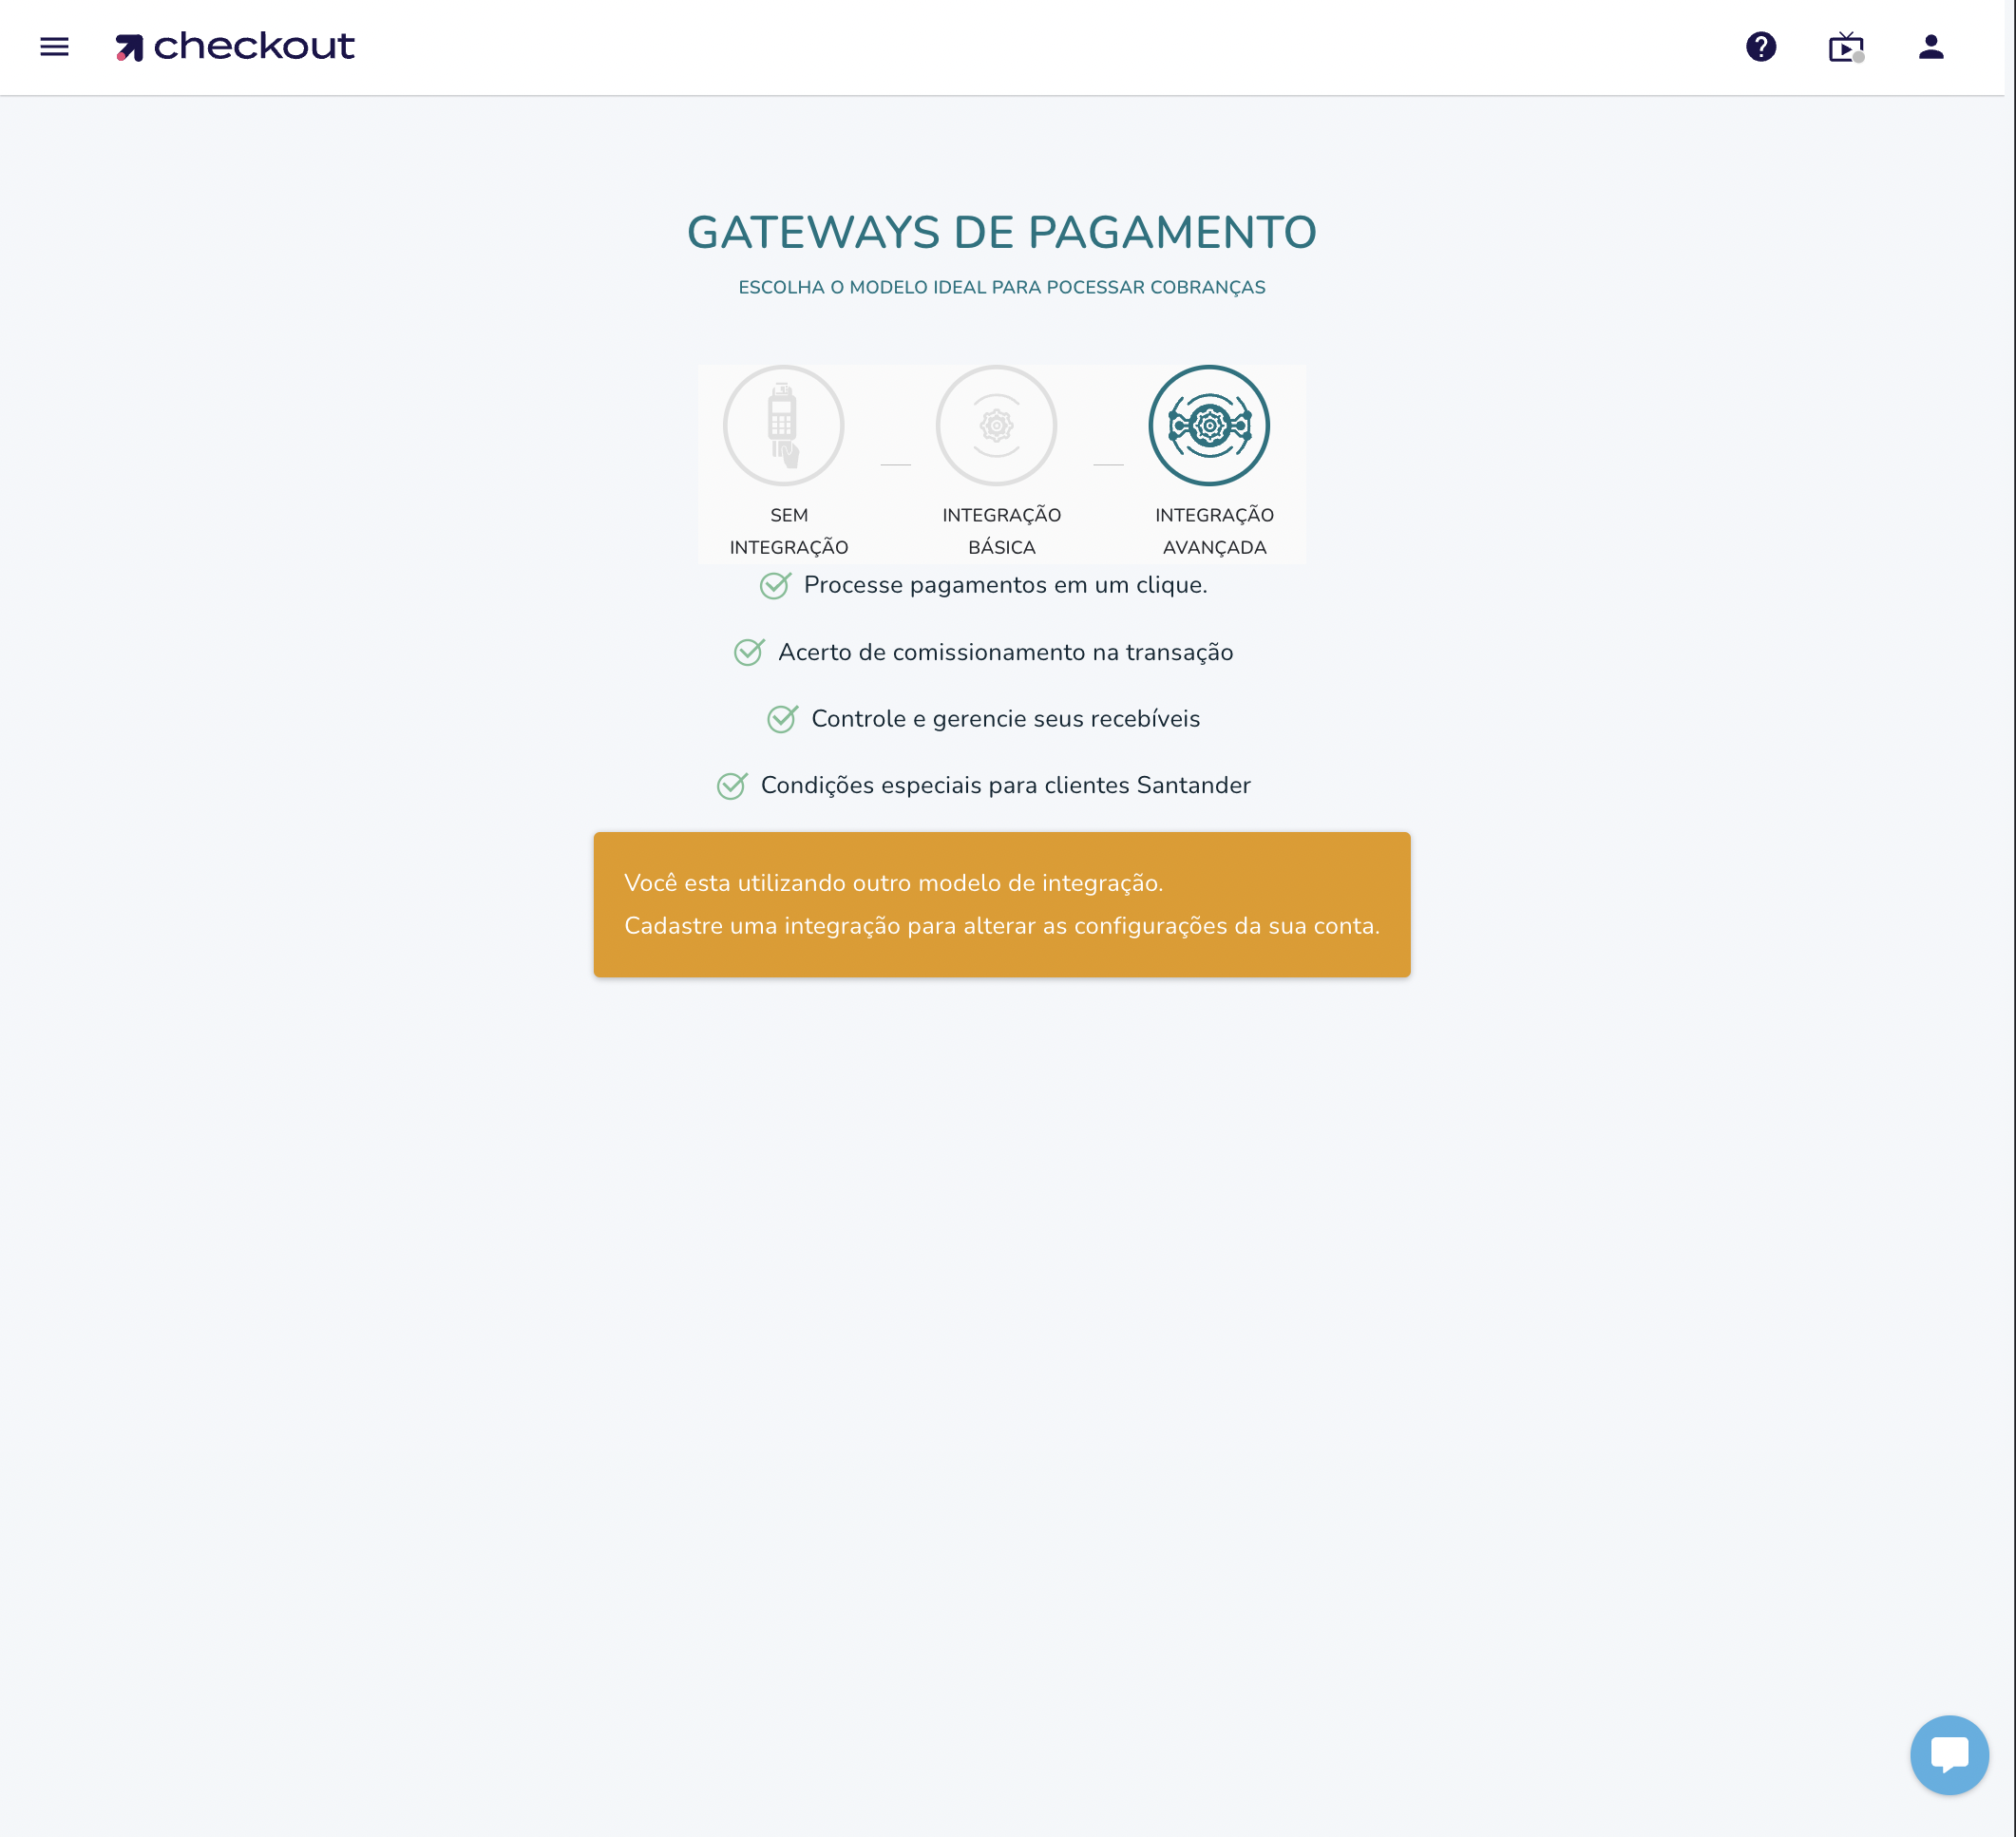 checkout
GATEWAYS DE PAGAMENTO
ESCOLHA O MODELO IDEAL PARA POCESSAR COBRANÇAS
SEM
INTEGRAÇÃO
INTEGRAÇÃO
BÁSICA
INTEGRAÇÃO
AVANÇADA
Processe pagamentos em um clique.
Acerto de comissionamento na transação
Controle e gerencie seus recebíveis
Condições especiais para clientes Santander
Você esta utilizando outro modelo de integração.
Cadastre uma integração para alterar as configurações da sua conta.